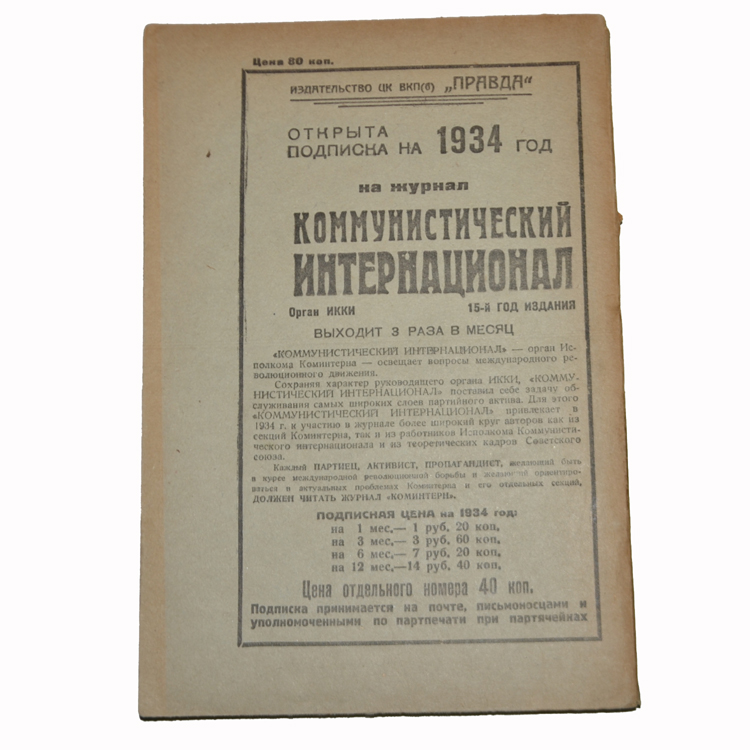 Цена 80 коп.
ИЗДАТЕЛЬСТВО ЦК ВКП(б) „ПРАВДА“
ОТКРЫТА
ПОДПИСКА НА 1934 ГОД
на журнал
КОММУНИСТИЧЕСКИЙ
ИНТЕРНАЦИОНАЛ
Орган ИККИ 15-й ГОД ИЗДАНИЯ
ВЫХОДИТ 3 РАЗА В МЕСЯЦ
«КОММУНИСТИЧЕСКИЙ ИНТЕРНАЦИОНАЛ» — орган Ис-
полкома Коминтерна — освещает вопросы международного ре-
волюционного движения.
Сохраняя характер руководящего органа ИККИ, «КОММУ-
НИСТИЧЕСКИЙ ИНТЕРНАЦИОНАЛ» поставил себе задачу об-
служивания самых широких слоев партийного актива. Для этого
«КОММУНИСТИЧЕСКИЙ ИНТЕРНАЦИОНАЛ» привлекает в
1934 г. к участию в журнале более широкий круг авторов как из
секций Коминтерна, так и из работников Исполкома Коммунисти-
ческого интернационала и из теоретических кадров Советского
союза.
Каждый ПАРТИЕЦ, АКТИВИСТ, ПРОПАГАНДИСТ, желающий быть
в курсе международной революционной борьбы и желающий ориентиро-
ваться в актуальных проблемах Коминтерна и его отдельных секций,
ДОЛЖЕН ЧИТАТЬ ЖУРНАЛ «КОМИНТЕРН».
ПОДПИСНАЯ ЦЕНА на 1934 год:
на 1 мес.— 1 руб. 20 коп.
на 3 мес.— 3 руб. 60 коп.
на 6 мес.— 7 руб. 20 коп.
на 12 мес.—14 руб. 40 коп.
Цена отдельного номера 40 коп.
Подписка принимается на почте, письмоносцами и
уполномоченными по партпечати при партячейках